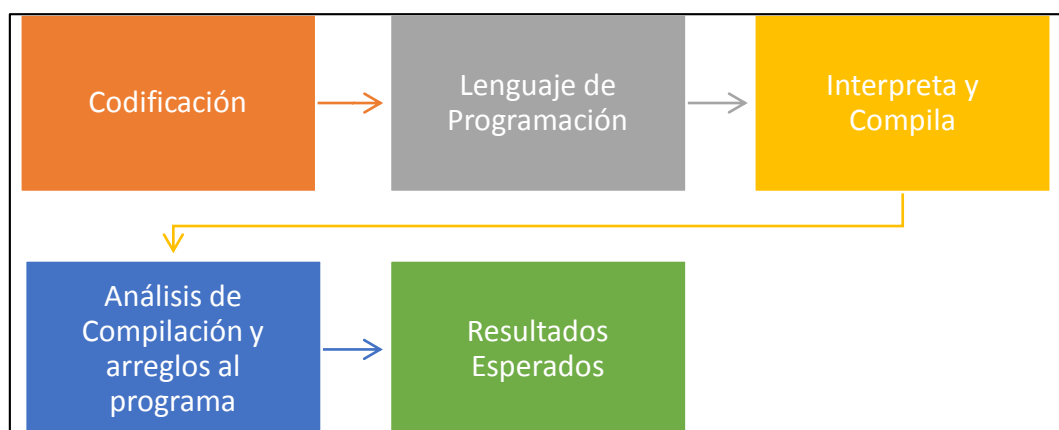 Codificación
Lenguaje de
Programación
Interpreta y
Compila
Análisis de
Compilación y
arreglos al
programa
Resultados
Esperados